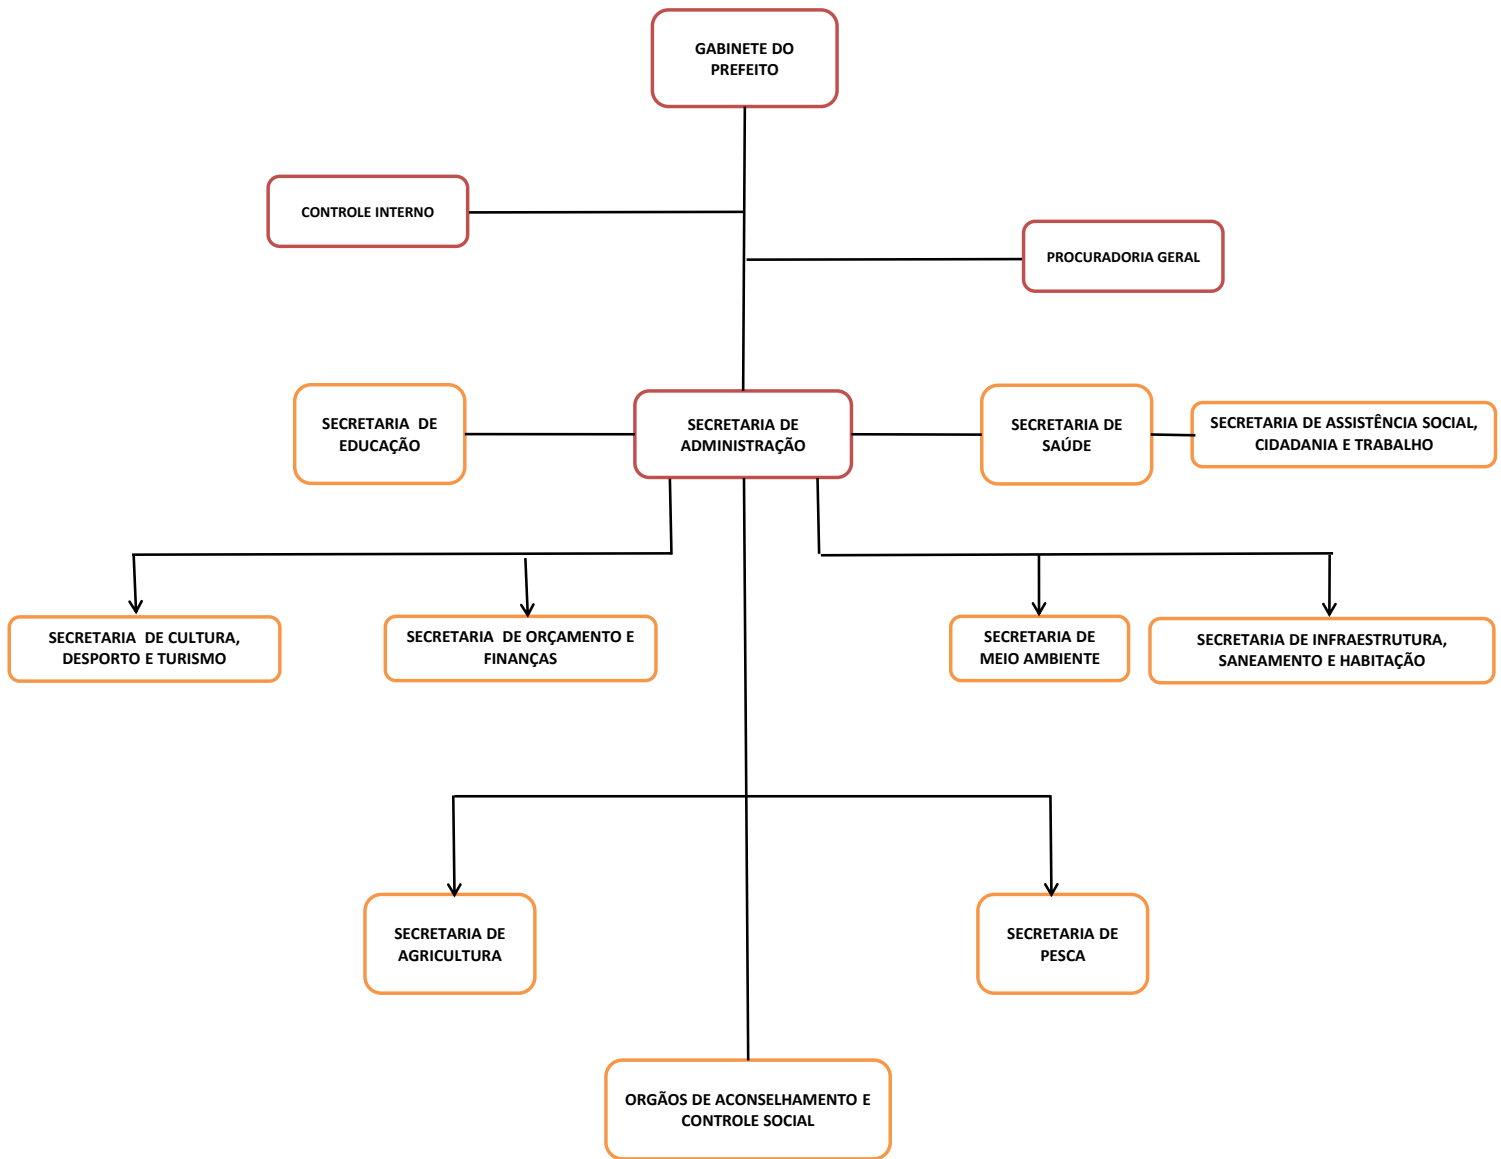 GABINETE DO
PREFEITO
CONTROLE INTERNO
PROCURADORIA GERAL
SECRETARIA DE
EDUCAÇÃO
SECRETARIA DE
ADMINISTRAÇÃO
SECRETARIA DE
SAÚDE
SECRETARIA DE ASSISTÊNCIA SOCIAL,
CIDADANIA E TRABALHO
SECRETARIA DE CULTURA,
DESPORTO E TURISMO
SECRETARIA DE ORÇAMENTO E
FINANÇAS
SECRETARIA DE
MEIO AMBIENTE
SECRETARIA DE INFRAESTRUTURA,
SANEAMENTO E HABITAÇÃO
SECRETARIA DE
AGRICULTURA
SECRETARIA DE
PESCA
ORGÃOS DE ACONSELHAMENTO E
CONTROLE SOCIAL